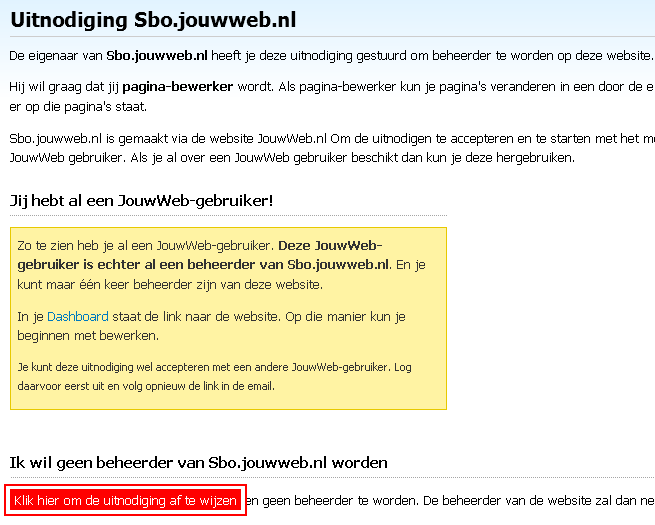 Uitnodiging Sbo.jouwweb.nl
De eigenaar van Sbo.jouwweb.nl heeft je deze uitnodiging gestuurd om beheerder te worden op deze website.
Hij wil graag dat jij pagina-bewerker wordt. Als pagina-bewerker kun je pagina's veranderen in een door de e
er op die pagina's staat.
Sbo.jouwweb.nl is gemaakt via de website JouwWeb.nl Om de uitnodigen te accepteren en te starten met het m
JouwWeb gebruiker. Als je al over een JouwWeb gebruiker beschikt dan kun je deze hergebruiken.
Jij hebt al een JouwWeb-gebruiker!
Zo te zien heb je al een JouwWeb-gebruiker. Deze JouwWeb-
gebruiker is echter al een beheerder van Sbo.jouwweb.nl. En je
kunt maar één keer beheerder zijn van deze website.
In je Dashboard staat de link naar de website. Op die manier kun je
beginnen met bewerken.
Je kunt deze uitnodiging wel accepteren met een andere JouwWeb-gebruiker. Log
daarvoor eerst uit en volg opnieuw de link in de email.
Ik wil geen beheerder van Sbo.jouwweb.nl worden
Klik hier om de uitnodiging af te wijzen en geen beheerder te worden. De beheerder van de website zal dan ne